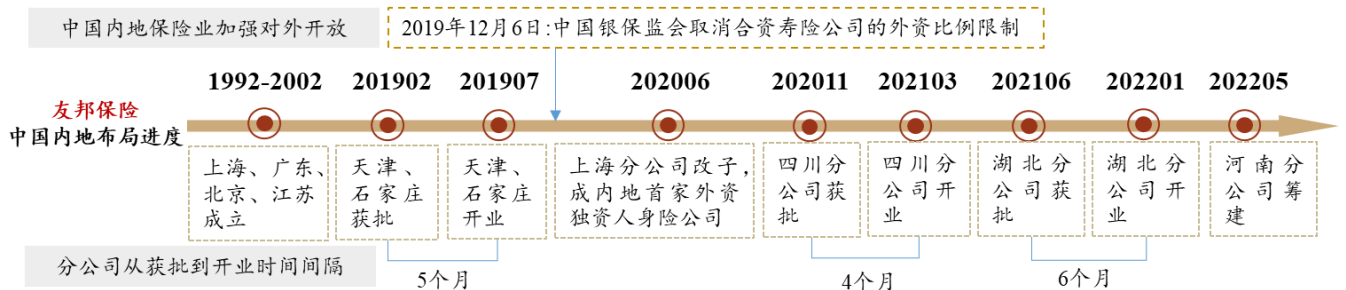 中国内地保险业加强对外开放
2019年12月6日:中国银保监会取消合资寿险公司的外资比例限制
1992-2002
201902
201907
202006
202011
202103
202106
202201
202205
友邦保险
中国内地布局进度
上海、广东、
北京、江苏
成立
天津、
石家庄
获批
天津、
石家庄
开业
上海分公司改子，
成内地首家外资
独资人身险公司
四川分
公司获
批
四川分
公司开
业
湖北分
公司获
批
湖北分
公司开
业
河南分
公司筹
建
分公司从获批到开业时间间隔
5个月
4个月
6个月